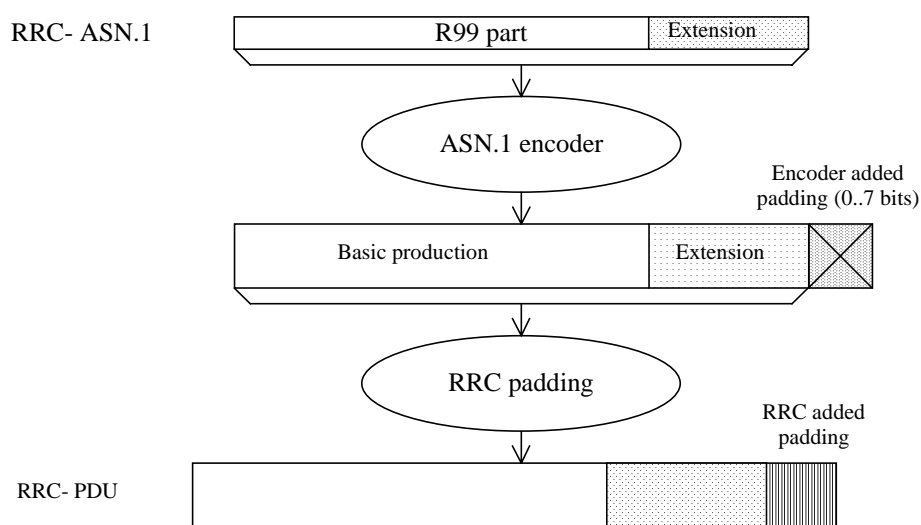 RRC- ASN.1
R99 part
Extension
ASN.1 encoder
Encoder added
padding (0..7 bits)
Basic production
Extension
RRC padding
RRC added
padding
RRC- PDU